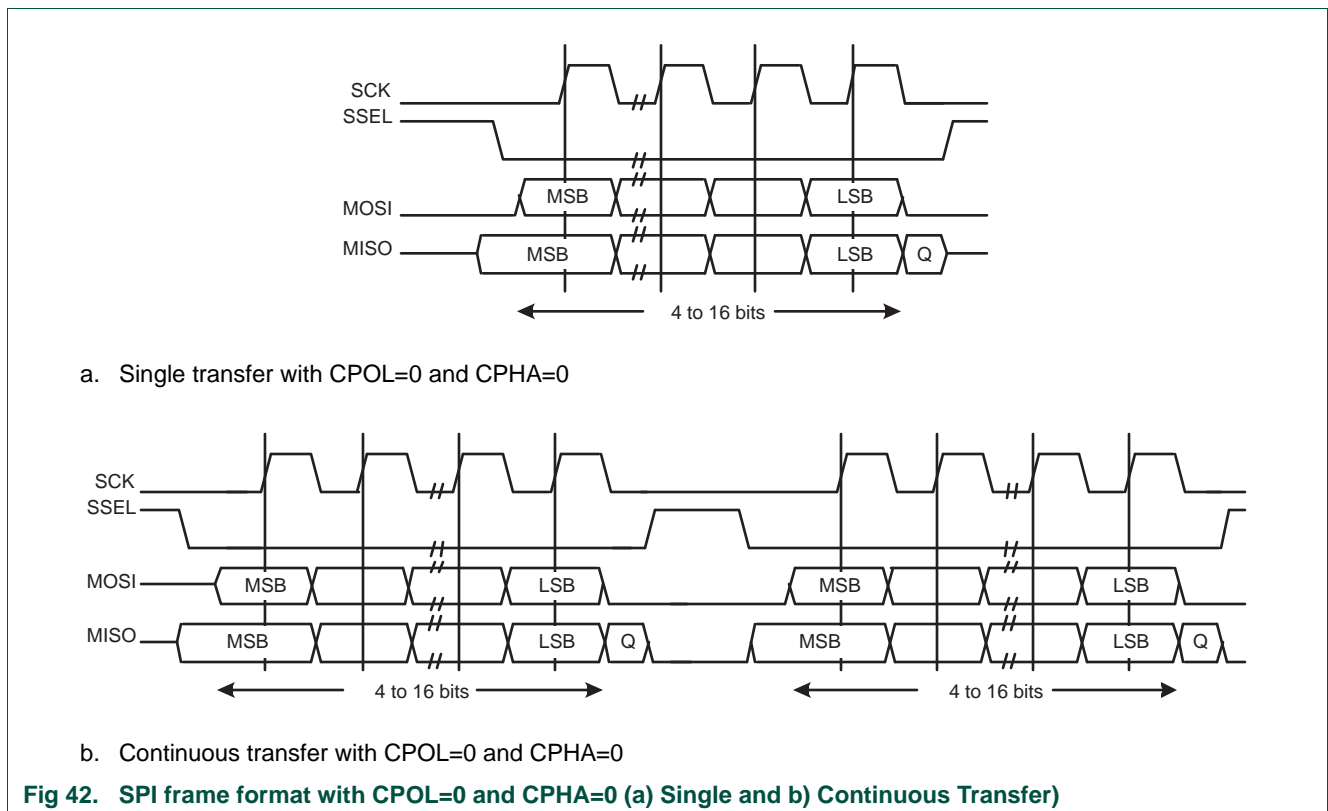 SCK
SSEL
MOSI MSB LSB
MISO MSB LSB Q
4 to 16 bits
a. Single transfer with CPOL=0 and CPHA=0
SCK
SSEL
MOSI MSB LSB MSB LSB
MISO MSB LSB Q MSB LSB Q
4 to 16 bits 4 to 16 bits
b. Continuous transfer with CPOL=0 and CPHA=0
Fig 42. SPI frame format with CPOL=0 and CPHA=0 (a) Single and b) Continuous Transfer)